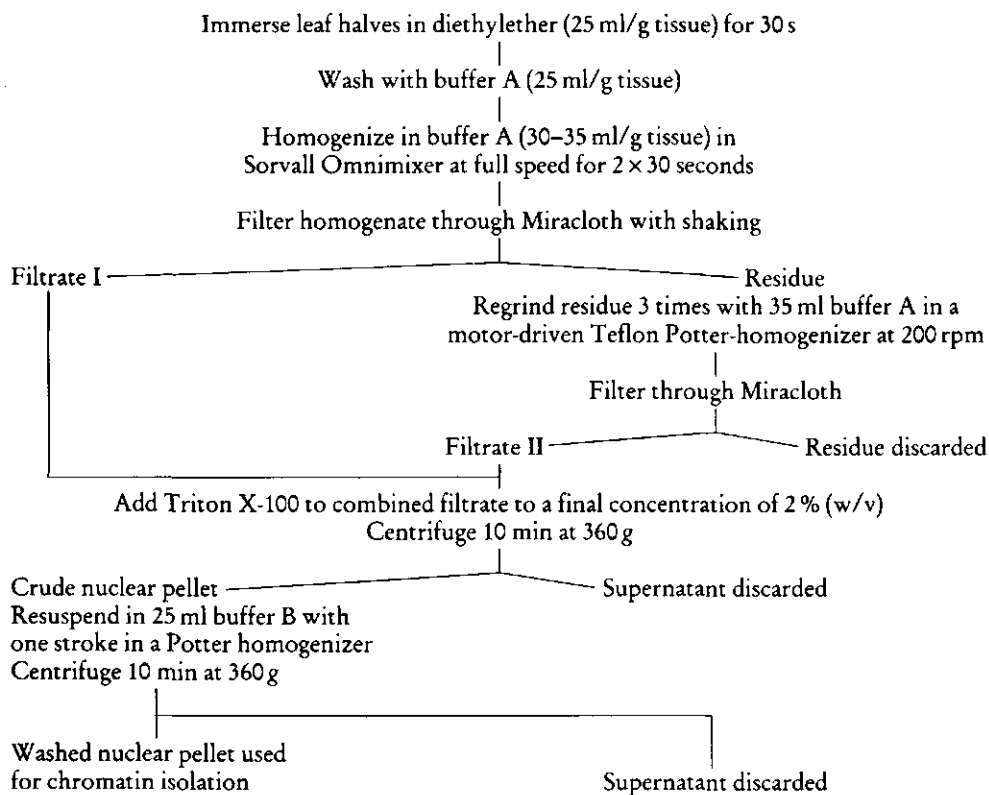 Immerse leaf halves in diethylether (25 ml/g tissue) for 30 s
Wash with buffer A (25 ml/g tissue)
Homogenize in buffer A (30–35 ml/g tissue) in
Sorvall Omnimixer at full speed for 2 × 30 seconds
Filter homogenate through Miracloth with shaking
Filtrate I
Residue
Regrind residue 3 times with 35 ml buffer A in a
motor-driven Teflon Potter-homogenizer at 200 rpm
Filter through Miracloth
Filtrate II
Residue discarded
Add Triton X-100 to combined filtrate to a final concentration of 2 % (w/v)
Centrifuge 10 min at 360 g
Crude nuclear pellet
Supernatant discarded
Resuspend in 25 ml buffer B with
one stroke in a Potter homogenizer
Centrifuge 10 min at 360 g
Washed nuclear pellet used
for chromatin isolation
Supernatant discarded